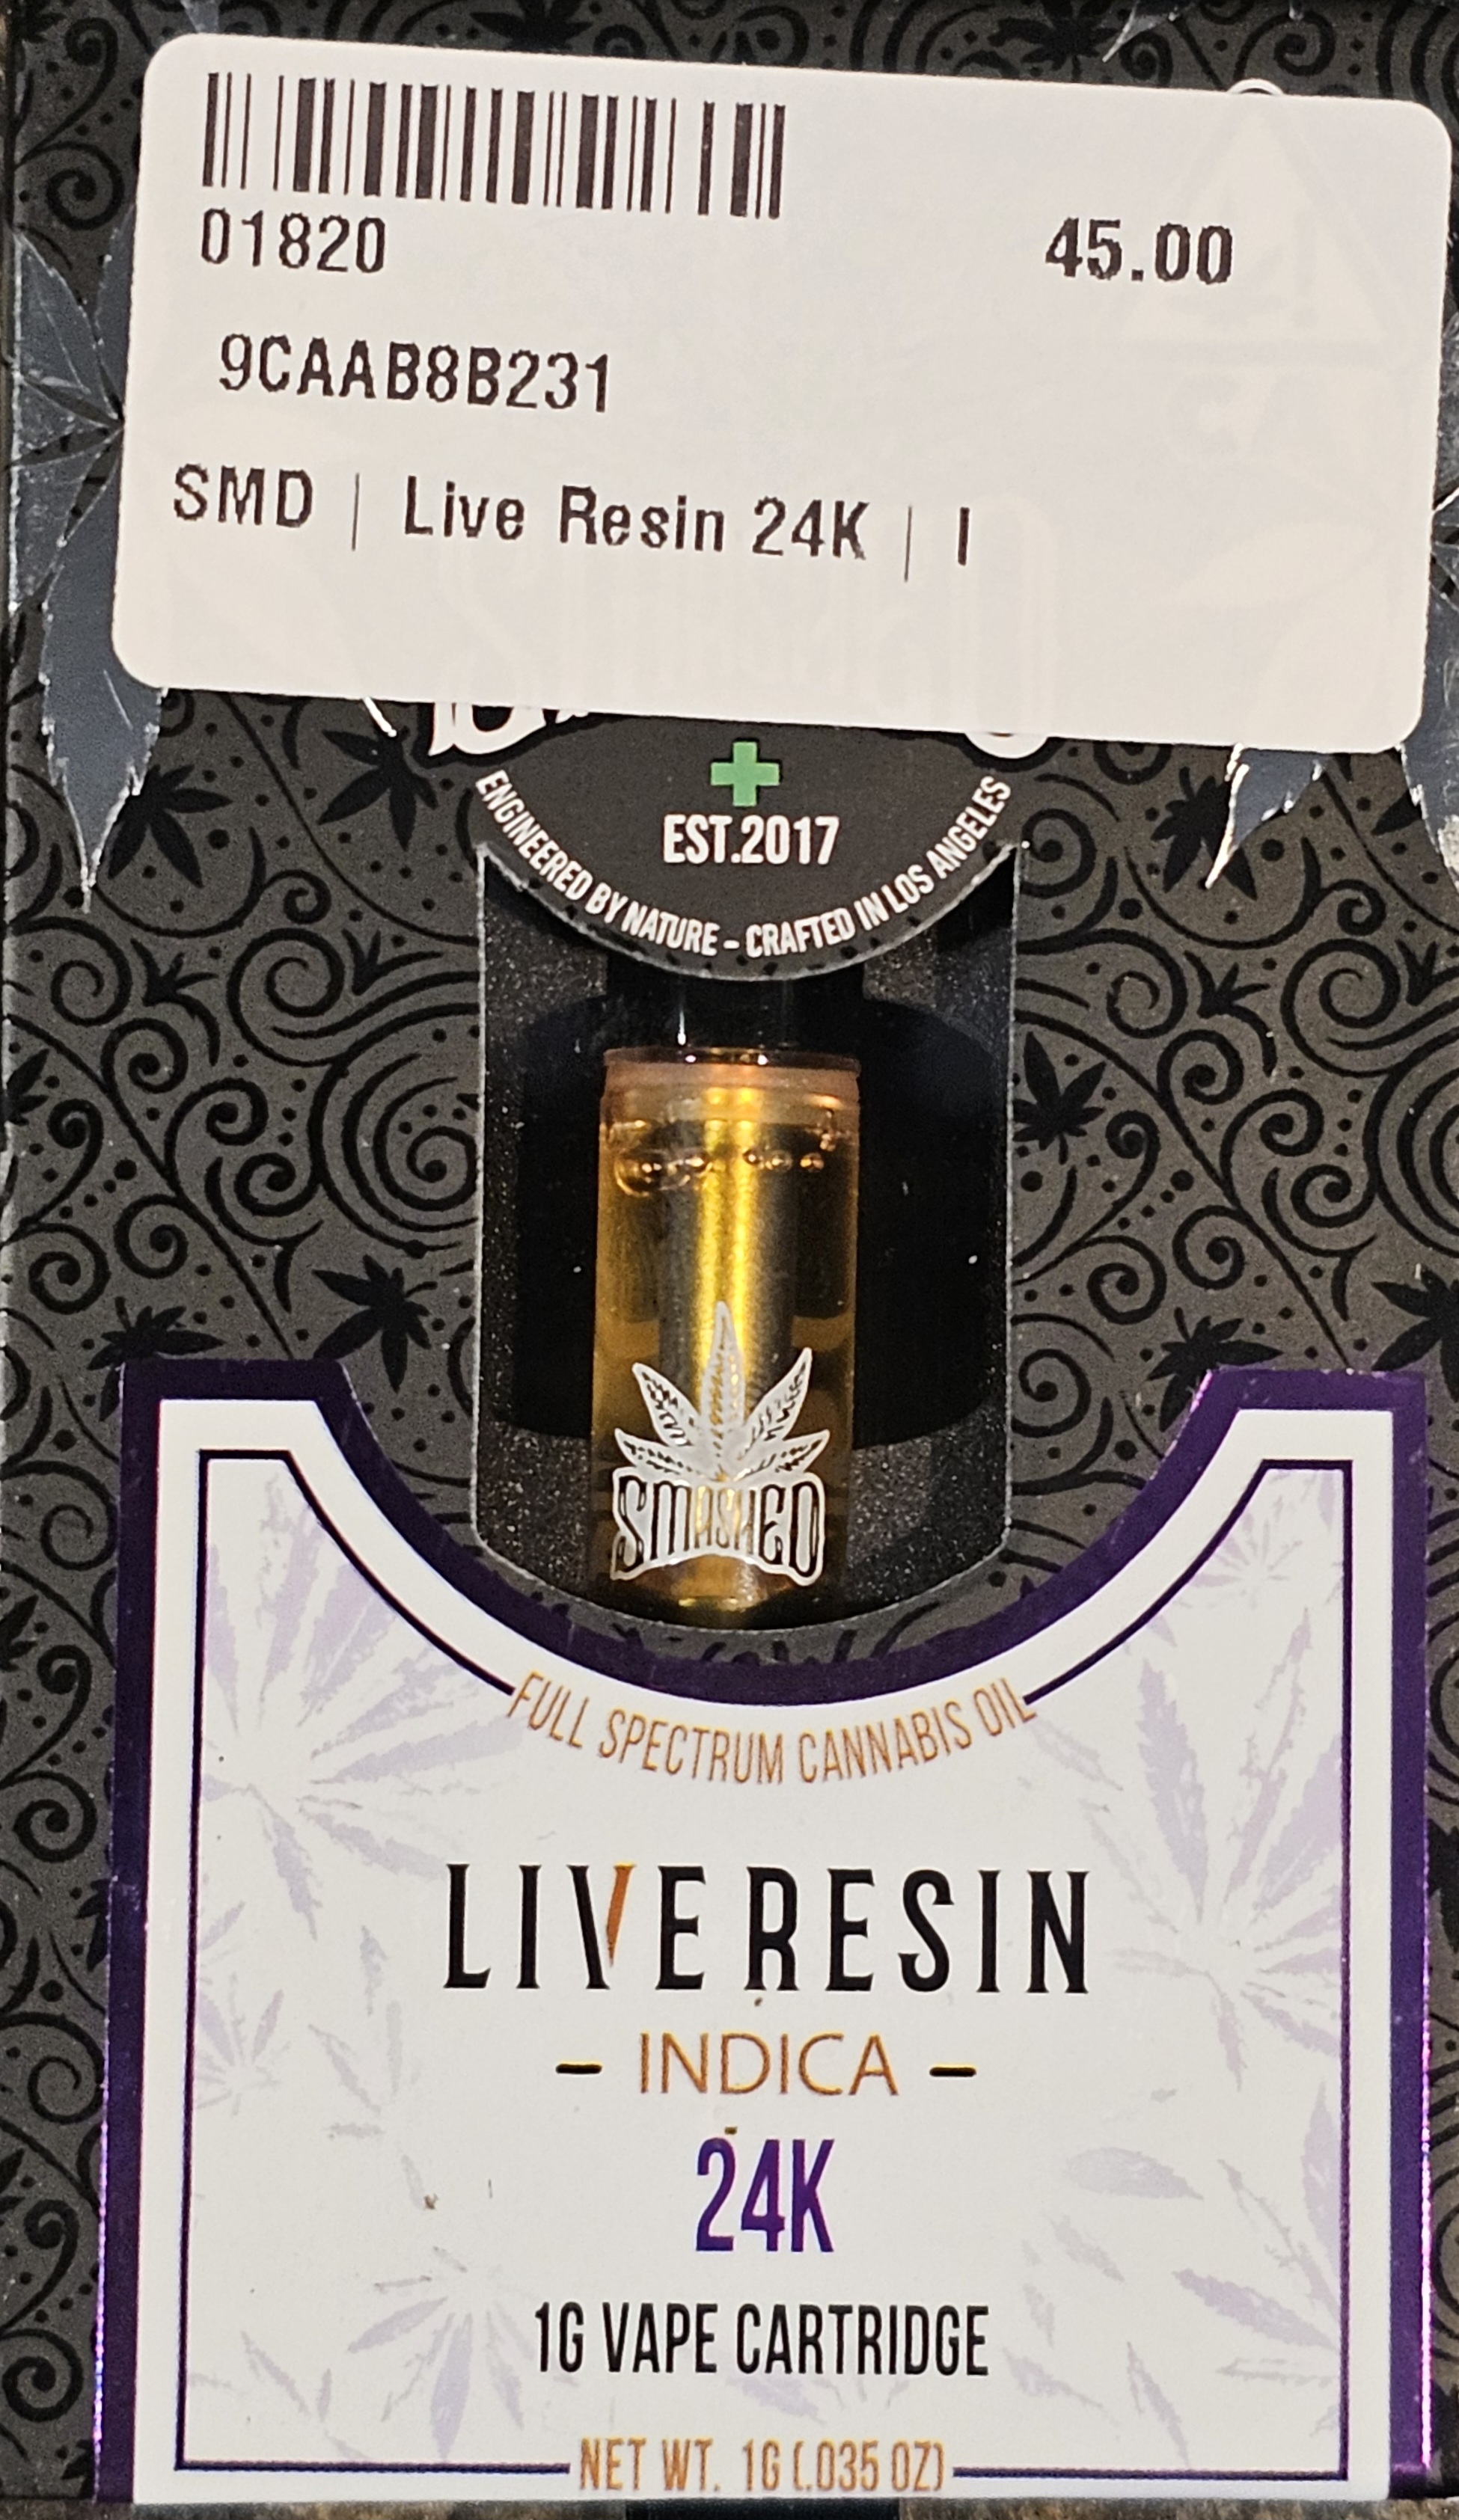 01820
45.00
9CAAB8B231
SMD | Live Resin 24K | I
EST.2017
ENGINEERED BY NATURE - CRAFTED IN LOS ANGELES
SMASHED
FULL SPECTRUM CANNABIS OIL
LIVE RESIN
- INDICA -
24K
1G VAPE CARTRIDGE
NET WT. 1G (.035 OZ)